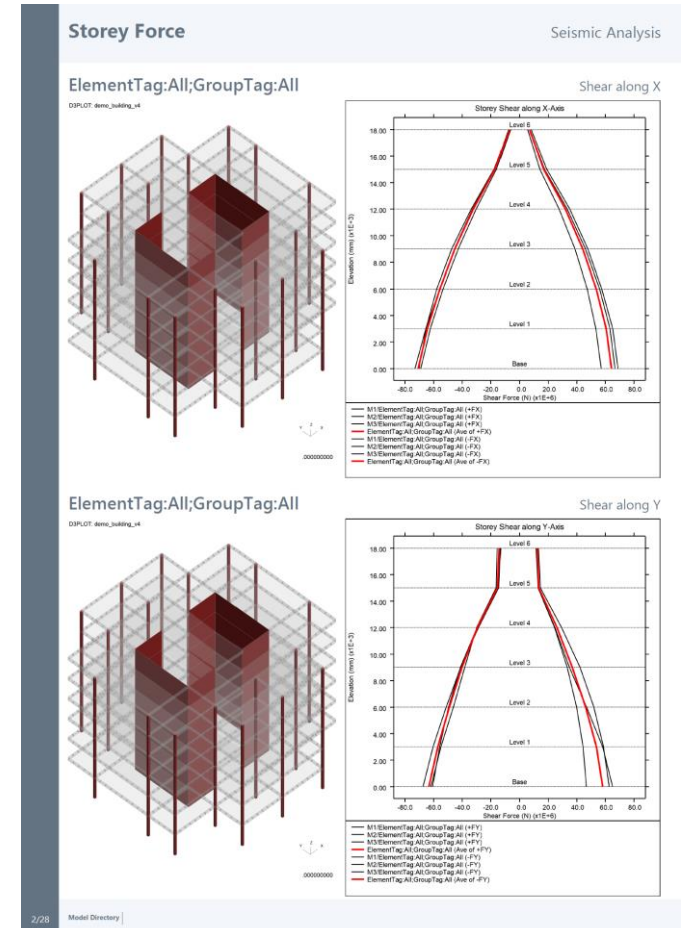 Storey Force
Seismic Analysis
ElementTag:All;GroupTag:All
Shear along X
D3PLOT: demo_building_v4
Storey Shear along X-Axis
Level 6
18.00
16.00
Level 5
14.00
Level 4
12.00
10.00
Level 3
8.00
Level 2
6.00
4.00
Level 1
2.00
Base
0.00
Elevation (mm) (x1E+3)
-80.0 -60.0 -40.0 -20.0 0.0 20.0 40.0 60.0 80.0
Shear Force (N) (x1E+6)
M1/ElementTag:All;GroupTag:All (+FX)
M2/ElementTag:All;GroupTag:All (+FX)
M3/ElementTag:All;GroupTag:All (+FX)
ElementTag:All;GroupTag:All (Ave of +FX)
M1/ElementTag:All;GroupTag:All (-FX)
M2/ElementTag:All;GroupTag:All (-FX)
M3/ElementTag:All;GroupTag:All (-FX)
ElementTag:All;GroupTag:All (Ave of -FX)
.000000000
ElementTag:All;GroupTag:All
Shear along Y
D3PLOT: demo_building_v4
Storey Shear along Y-Axis
Level 6
18.00
16.00
Level 5
14.00
Level 4
12.00
10.00
Level 3
8.00
Level 2
6.00
4.00
Level 1
2.00
Base
0.00
Elevation (mm) (x1E+3)
-80.0 -60.0 -40.0 -20.0 0.0 20.0 40.0 60.0 80.0
Shear Force (N) (x1E+6)
M1/ElementTag:All;GroupTag:All (+FY)
M2/ElementTag:All;GroupTag:All (+FY)
M3/ElementTag:All;GroupTag:All (+FY)
ElementTag:All;GroupTag:All (Ave of +FY)
M1/ElementTag:All;GroupTag:All (-FY)
M2/ElementTag:All;GroupTag:All (-FY)
M3/ElementTag:All;GroupTag:All (-FY)
ElementTag:All;GroupTag:All (Ave of -FY)
.000000000
2/28
Model Directory